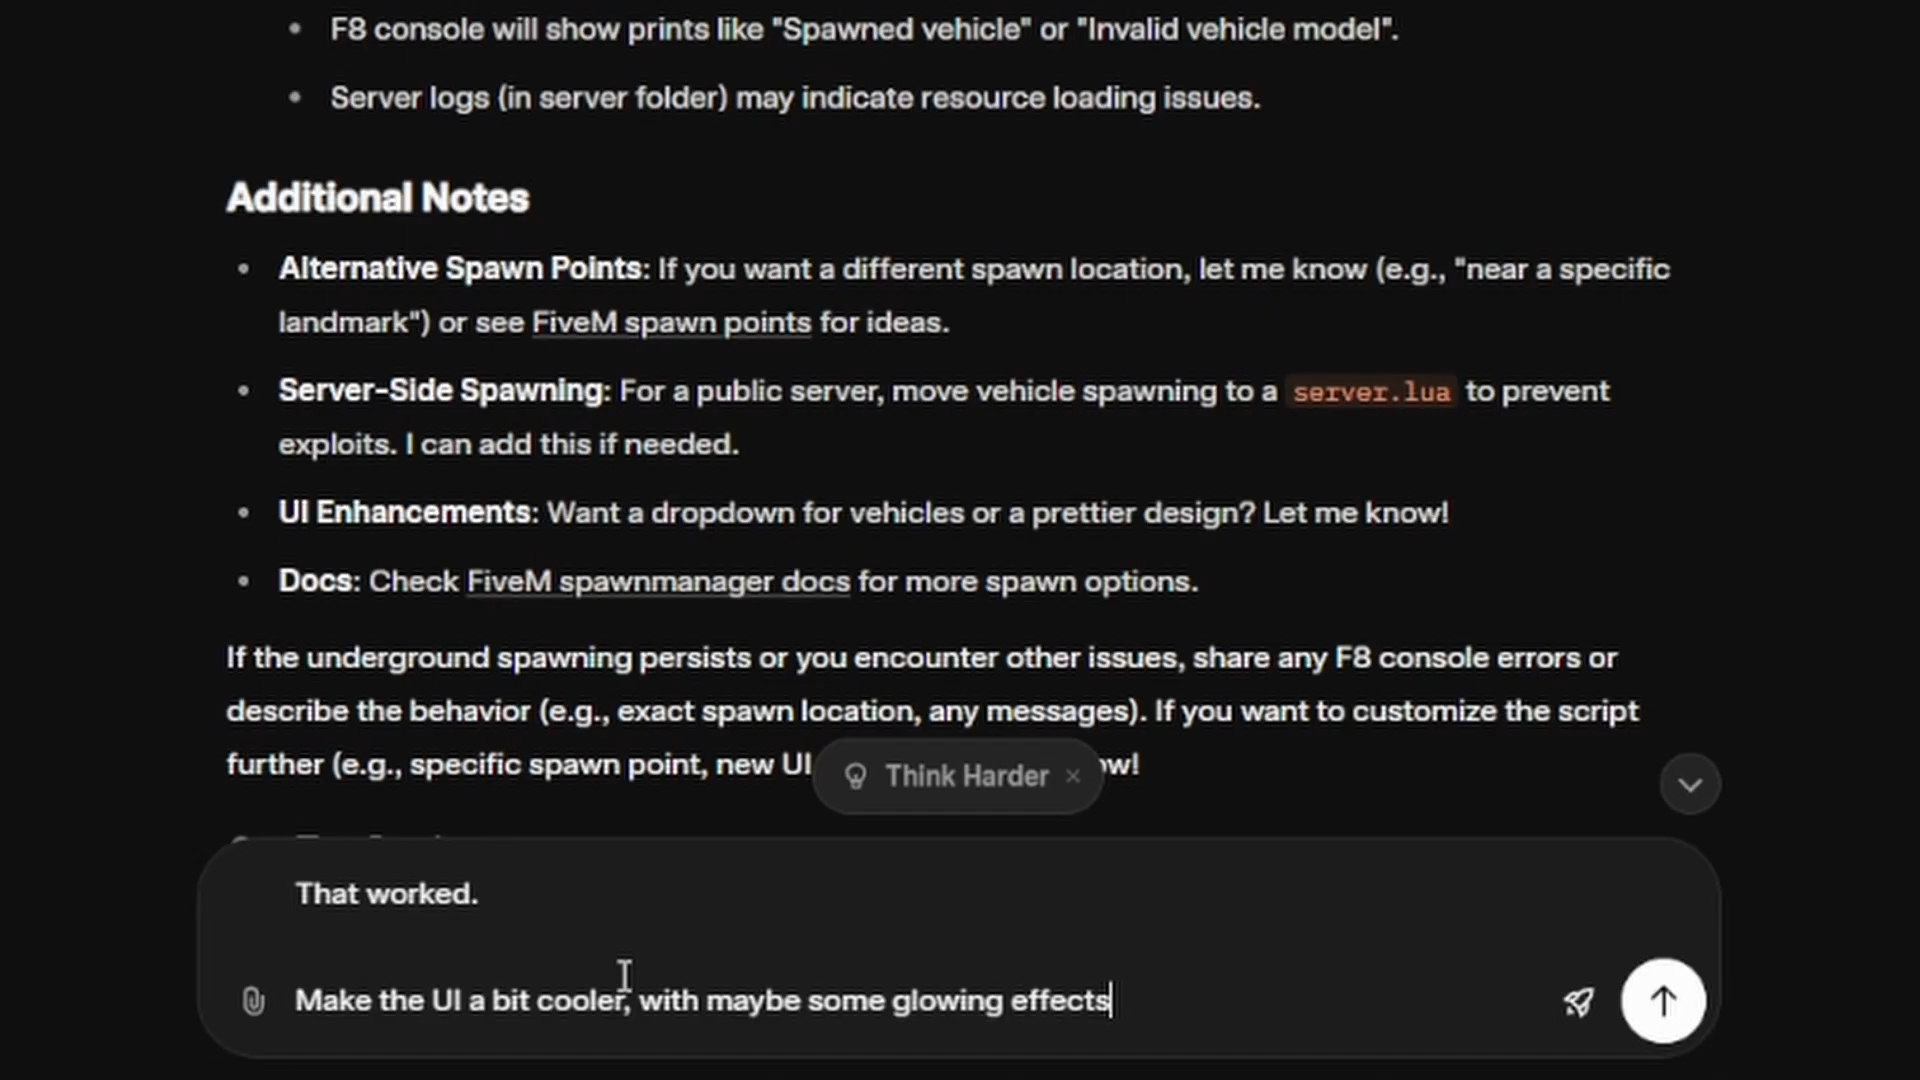 F8 console will show prints like "Spawned vehicle" or "Invalid vehicle model".
Server logs (in server folder) may indicate resource loading issues.
Additional Notes
Alternative Spawn Points: If you want a different spawn location, let me know (e.g., "near a specific
landmark") or see FiveM spawn points for ideas.
Server-Side Spawning: For a public server, move vehicle spawning to a server.lua to prevent
exploits. I can add this if needed.
UI Enhancements: Want a dropdown for vehicles or a prettier design? Let me know!
Docs: Check FiveM spawnmanager docs for more spawn options.
If the underground spawning persists or you encounter other issues, share any F8 console errors or
describe the behavior (e.g., exact spawn location, any messages). If you want to customize the script
further (e.g., specific spawn point, new UI
Think Harder ×
That worked.
Make the UI a bit cooler, with maybe some glowing effects